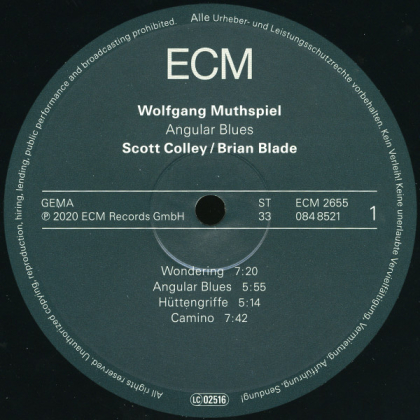 Alle Urheber- und Leistungsschutzrechte vorbehalten. Kein Verleih! Keine unerlaubte Vervielfältigung, Vermietung, Aufführung, Sendung!
All rights reserved. Unauthorized copying, reproduction, hiring, lending, public performance and broadcasting prohibited.
ECM
Wolfgang Muthspiel
Angular Blues
Scott Colley / Brian Blade
GEMA ST ECM 2655
℗ 2020 ECM Records GmbH 33 084 8521 1
Wondering 7:20
Angular Blues 5:55
Hüttengriffe 5:14
Camino 7:42
LC 02516